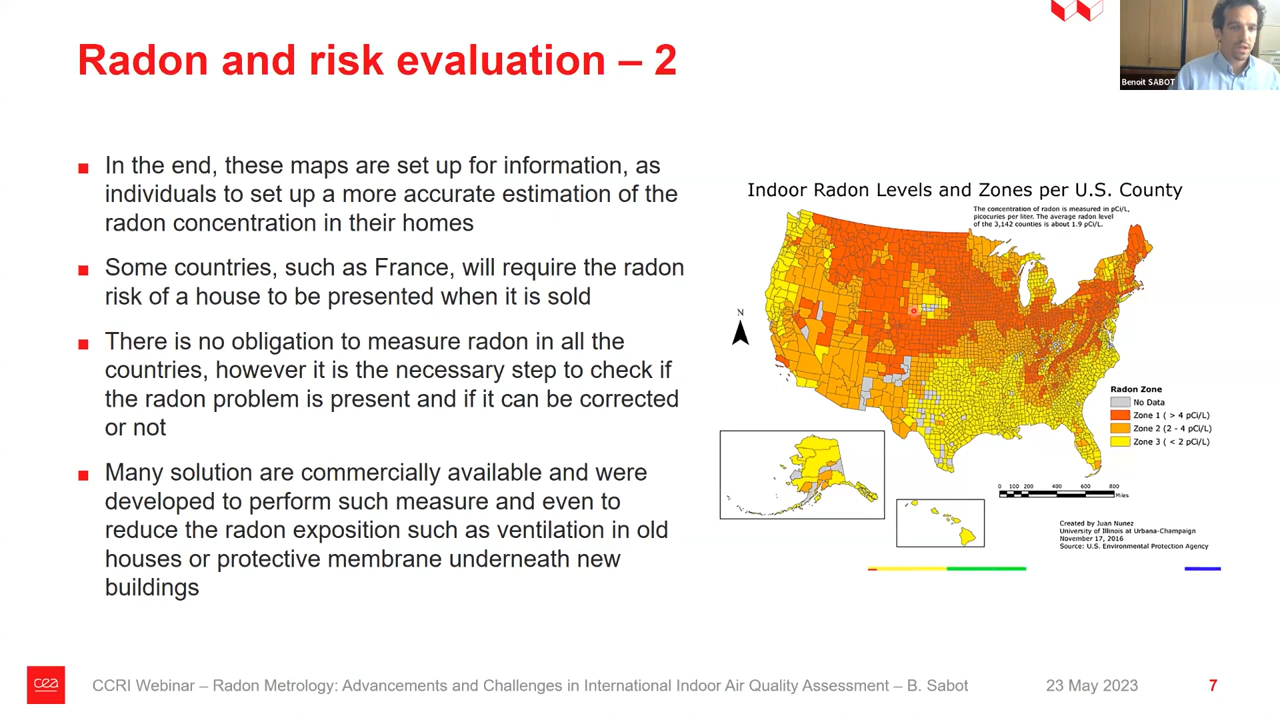 Radon and risk evaluation – 2
Benoit SABOT
In the end, these maps are set up for information, as
individuals to set up a more accurate estimation of the
radon concentration in their homes
Some countries, such as France, will require the radon
risk of a house to be presented when it is sold
There is no obligation to measure radon in all the
countries, however it is the necessary step to check if
the radon problem is present and if it can be corrected
or not
Many solution are commercially available and were
developed to perform such measure and even to
reduce the radon exposition such as ventilation in old
houses or protective membrane underneath new
buildings
Indoor Radon Levels and Zones per U.S. County
The concentration of radon is measured in pCi/L,
picocuries per liter. The average radon level
of the 3,142 counties is about 1.9 pCi/L.
N
Radon Zone
No Data
Zone 1 ( > 4 pCi/L)
Zone 2 (2 - 4 pCi/L)
Zone 3 ( < 2 pCi/L)
0 100 200 400 600 800
Miles
Created by Juan Nunez
University of Illinois at Urbana-Champaign
November 17, 2016
Source: U.S. Environmental Protection Agency
cea
CCRI Webinar – Radon Metrology: Advancements and Challenges in International Indoor Air Quality Assessment – B. Sabot
23 May 2023
7